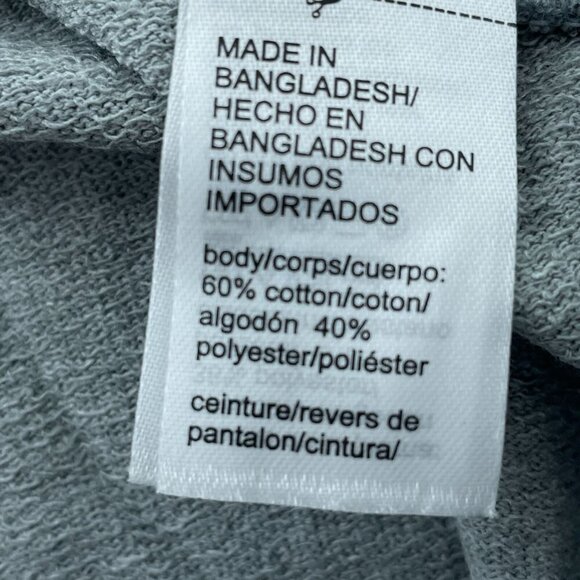 MADE IN
BANGLADESH/
HECHO EN
BANGLADESH CON
INSUMOS
IMPORTADOS
body/corps/cuerpo:
60% cotton/coton/
algodón 40%
polyester/poliéster
ceinture/revers de
pantalon/cintura/